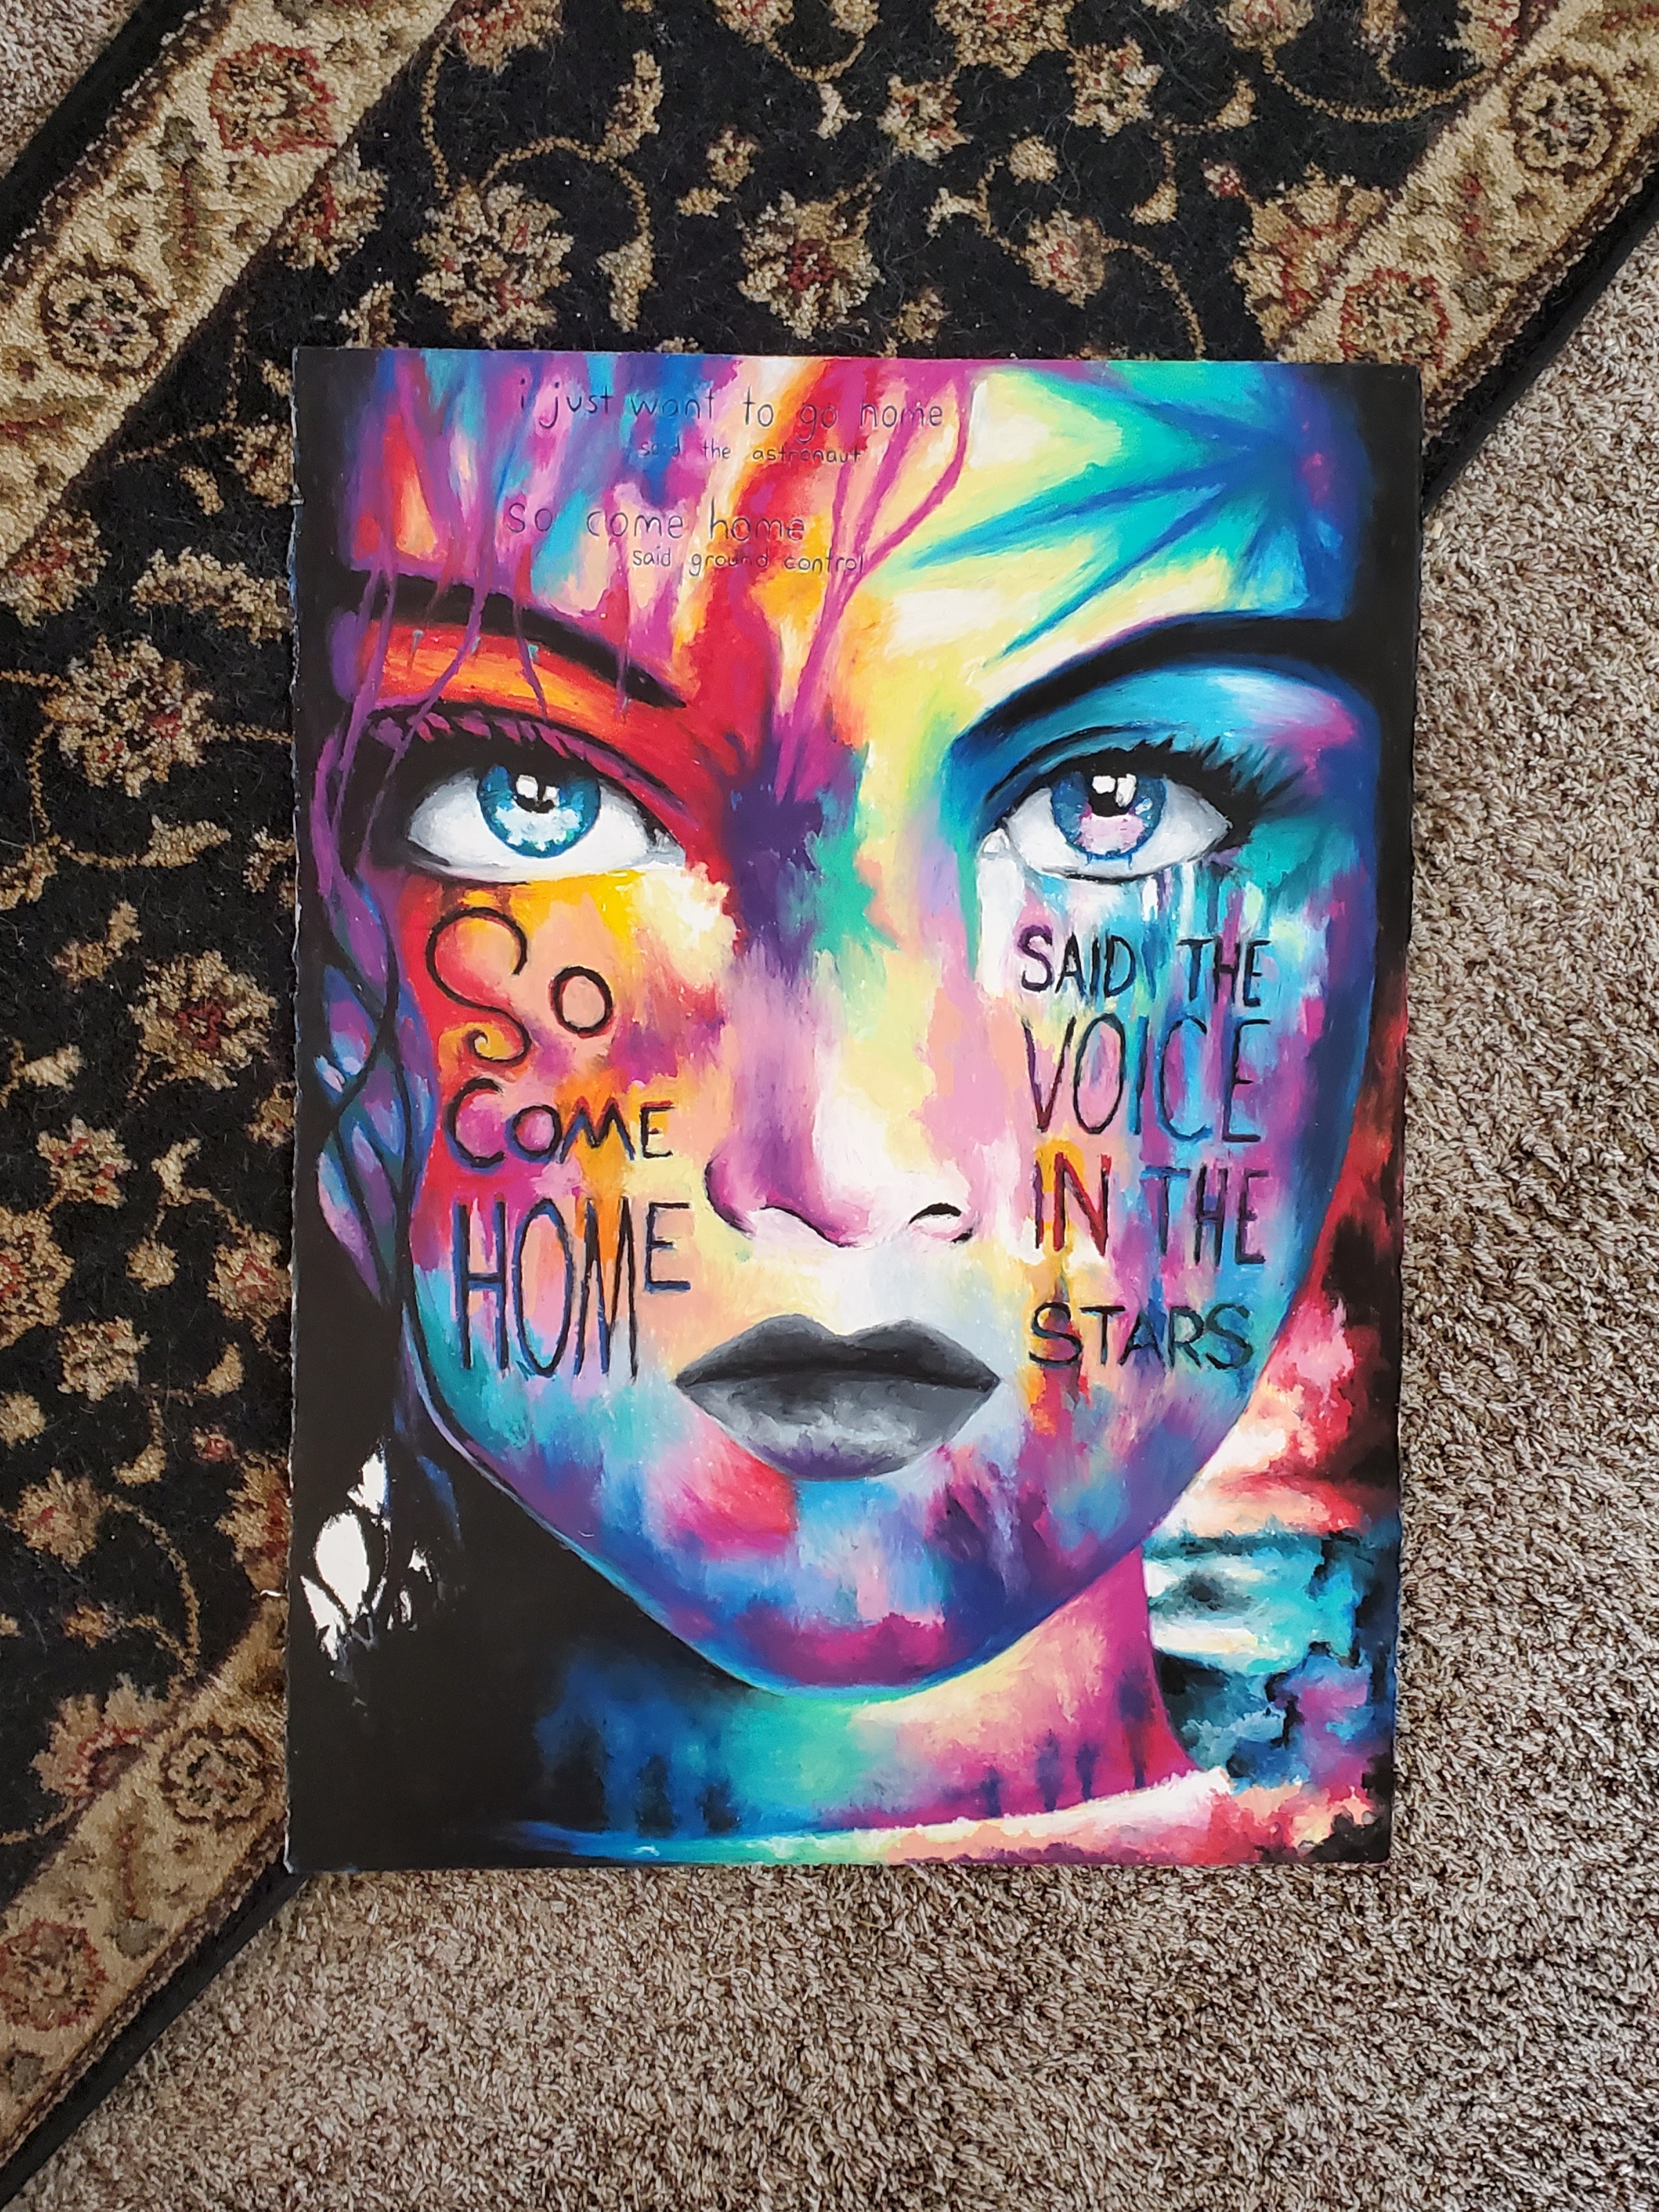 i just want to go home
said the astronaut
so come home
said ground control
So
COME
HOME
SAID THE
VOICE
IN THE
STARS